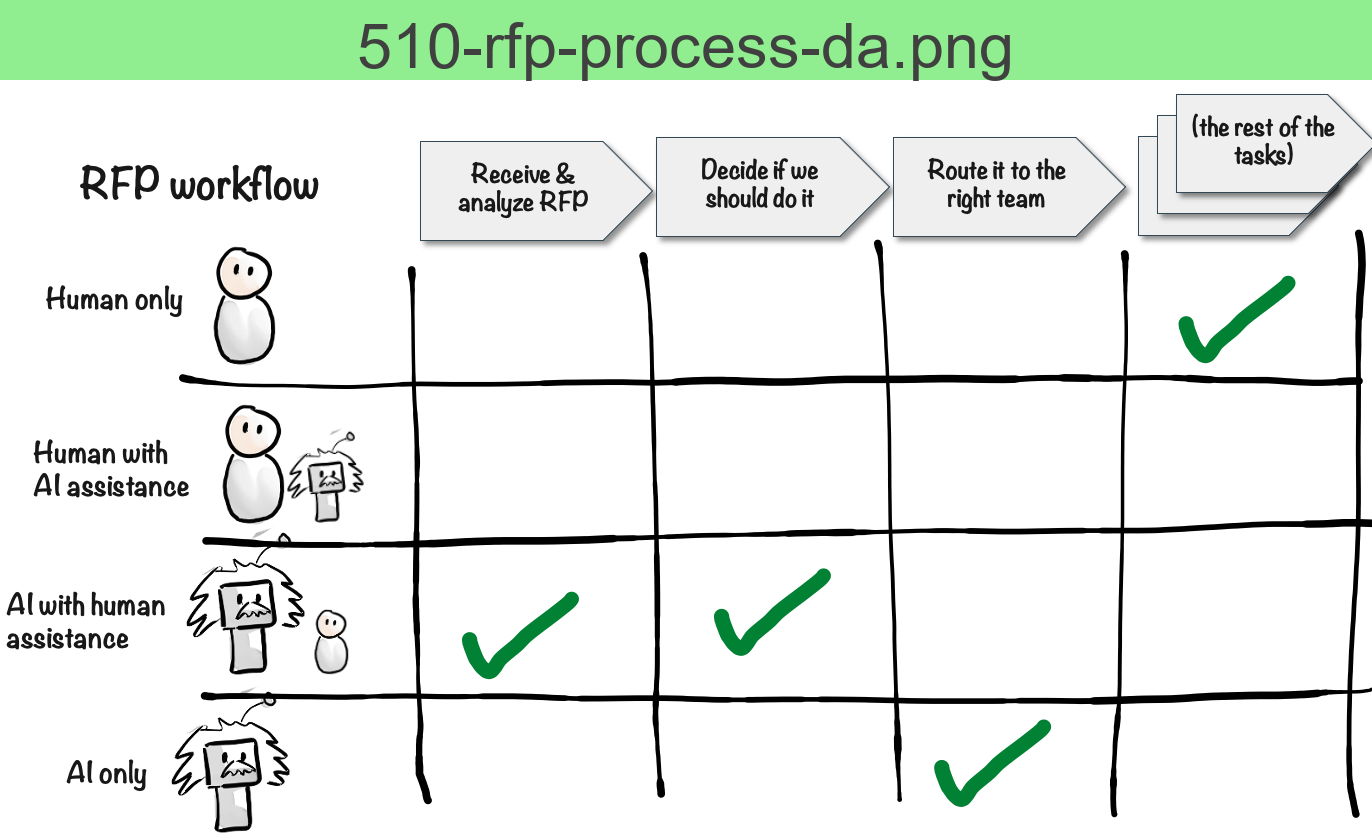 510-rfp-process-da.png
RFP workflow
Receive &
analyze RFP
Decide if we
should do it
Route it to the
right team
(the rest of the
tasks)
Human only
Human with
AI assistance
AI with human
assistance
AI only